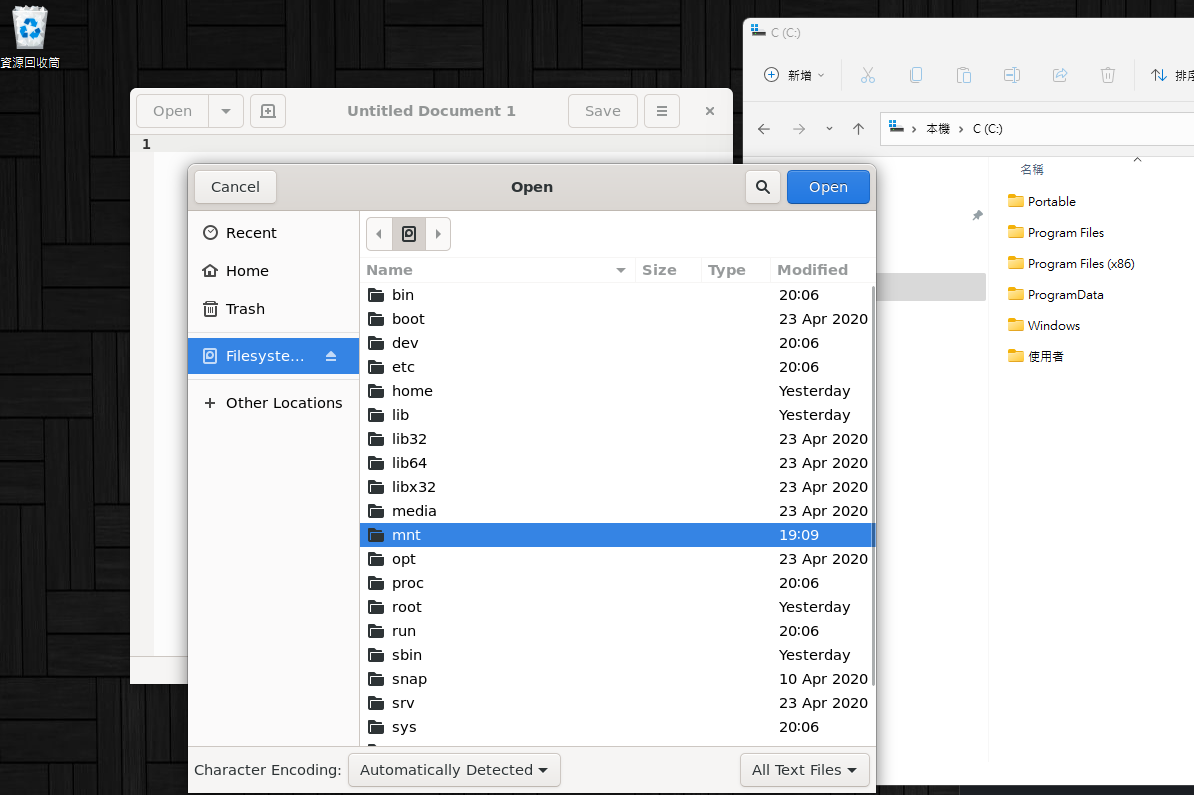 資源回收筒
Open
Untitled Document 1
Save
1
Cancel
Open
Open
Recent
Home
Trash
Filesyste...
Other Locations
Name Size Type Modified
bin 20:06
boot 23 Apr 2020
dev 20:06
etc 20:06
home Yesterday
lib Yesterday
lib32 23 Apr 2020
lib64 23 Apr 2020
libx32 23 Apr 2020
media 23 Apr 2020
mnt 19:09
opt 23 Apr 2020
proc 20:06
root Yesterday
run 20:06
sbin Yesterday
snap 10 Apr 2020
srv 23 Apr 2020
sys 20:06
Character Encoding: Automatically Detected
All Text Files
C (C:)
新增
排序
本機 > C (C:)
名稱
Portable
Program Files
Program Files (x86)
ProgramData
Windows
使用者